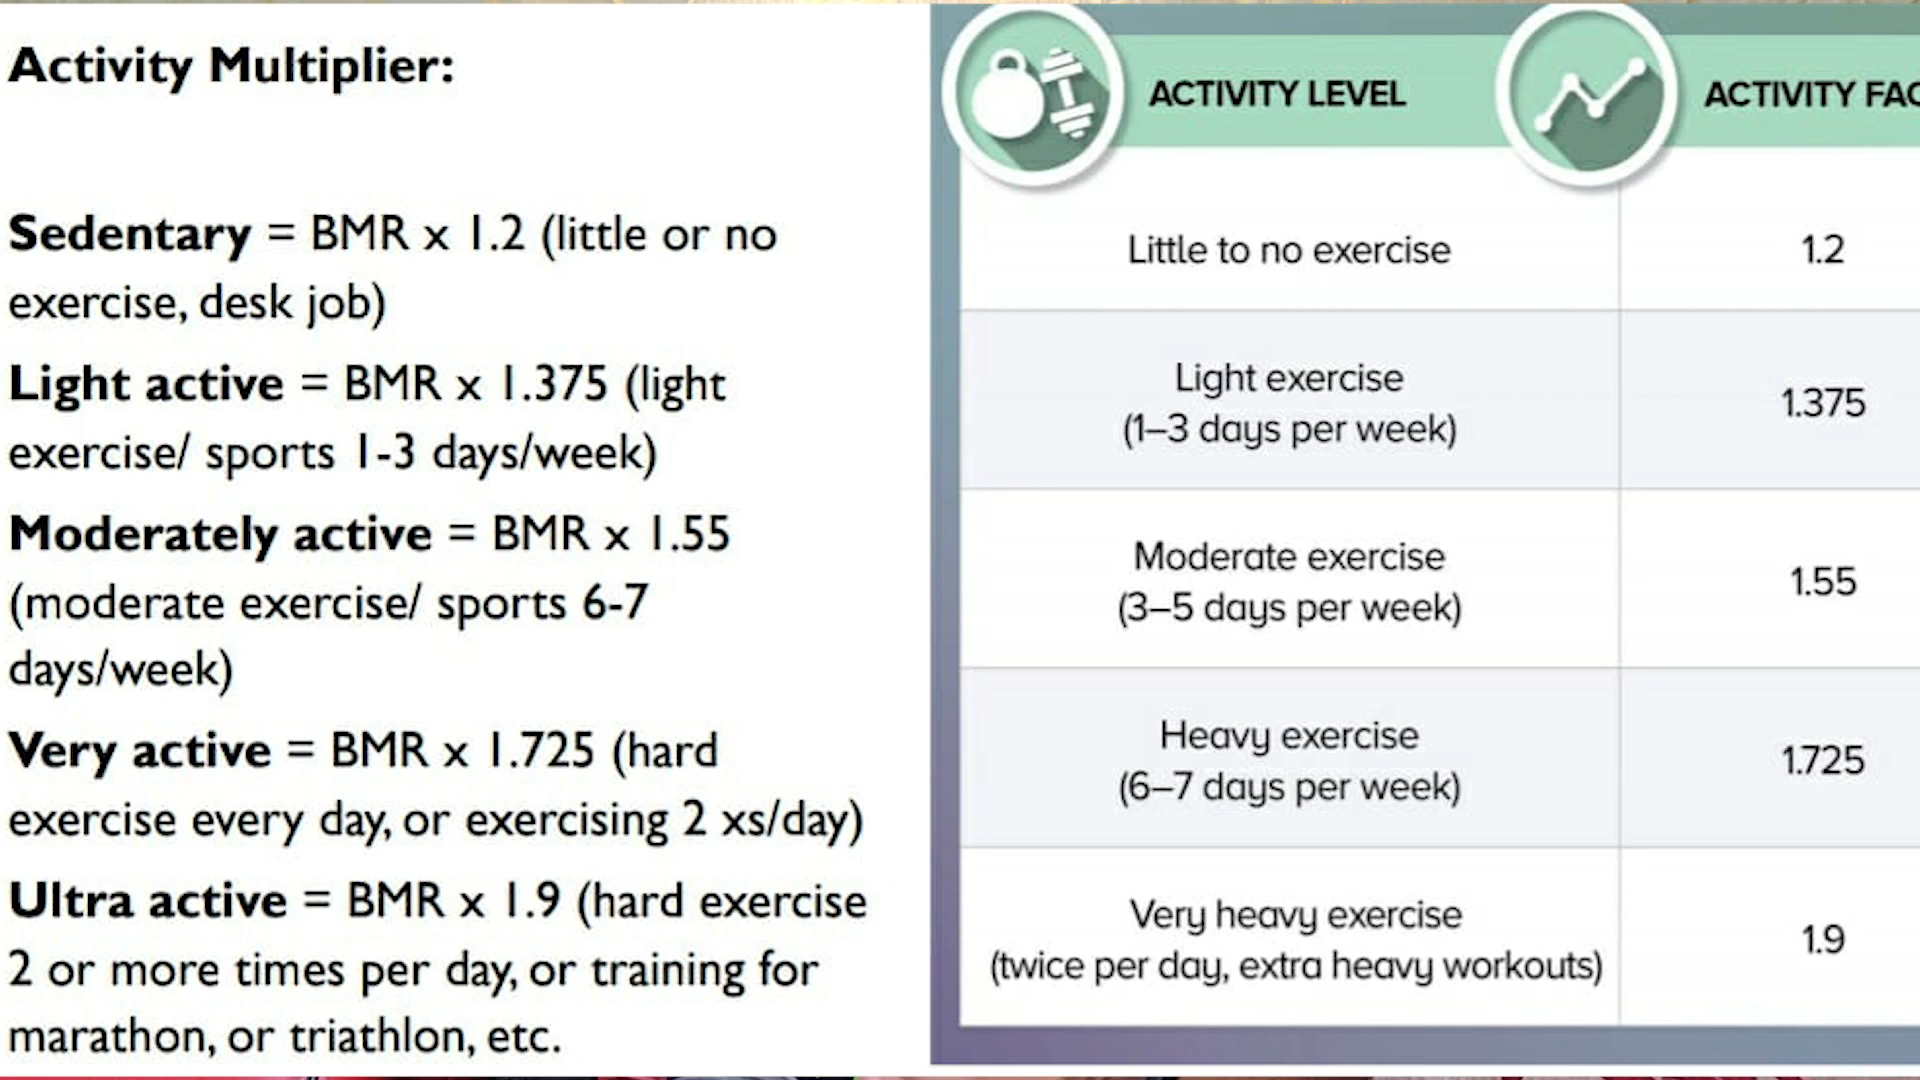 Activity Multiplier:
Sedentary = BMR x 1.2 (little or no
exercise, desk job)
Light active = BMR x 1.375 (light
exercise/ sports 1-3 days/week)
Moderately active = BMR x 1.55
(moderate exercise/ sports 6-7
days/week)
Very active = BMR x 1.725 (hard
exercise every day, or exercising 2 xs/day)
Ultra active = BMR x 1.9 (hard exercise
2 or more times per day, or training for
marathon, or triathlon, etc.
ACTIVITY LEVEL ACTIVITY FAC
Little to no exercise 1.2
Light exercise
(1–3 days per week) 1.375
Moderate exercise
(3–5 days per week) 1.55
Heavy exercise
(6–7 days per week) 1.725
Very heavy exercise
(twice per day, extra heavy workouts) 1.9